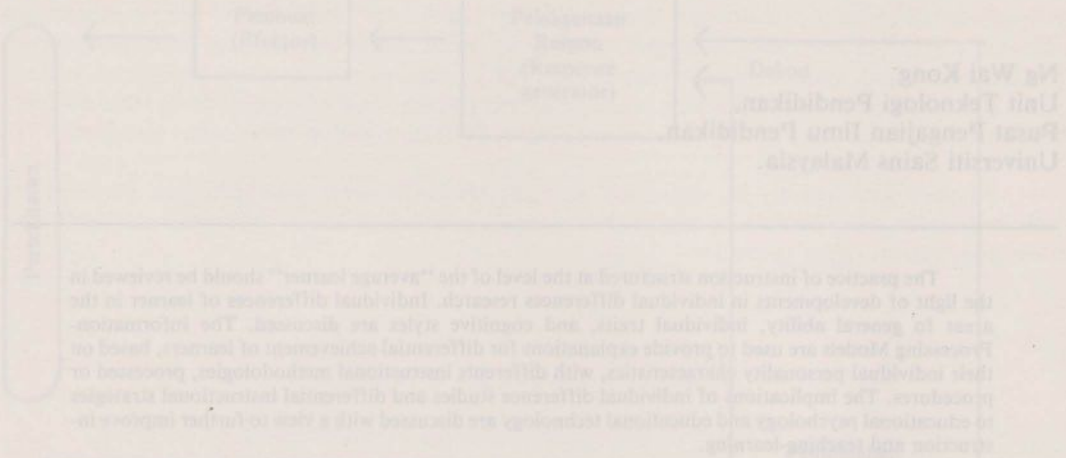 Ng Wai Kong
Unit Teknologi Pendidikan,
Pusat Pengajian Ilmu Pendidikan,
Universiti Sains Malaysia.
The practice of instruction structured at the level of the "average learner" should be reviewed in
the light of developments in individual differences research. Individual differences of learner in the
areas fo general ability, individual traits, and cognitive styles are discussed. The information-
Processing Models are used to provide explanations for differential achievement of learners, based on
their individual personality characteristics, with different instructional methodologies, processed or
procedures. The implications of individual difference studies and differential instructional strategies
to educational psychology and educational technology are discussed with a view to further improve in-
struction and teaching-learning.
(Effektor)